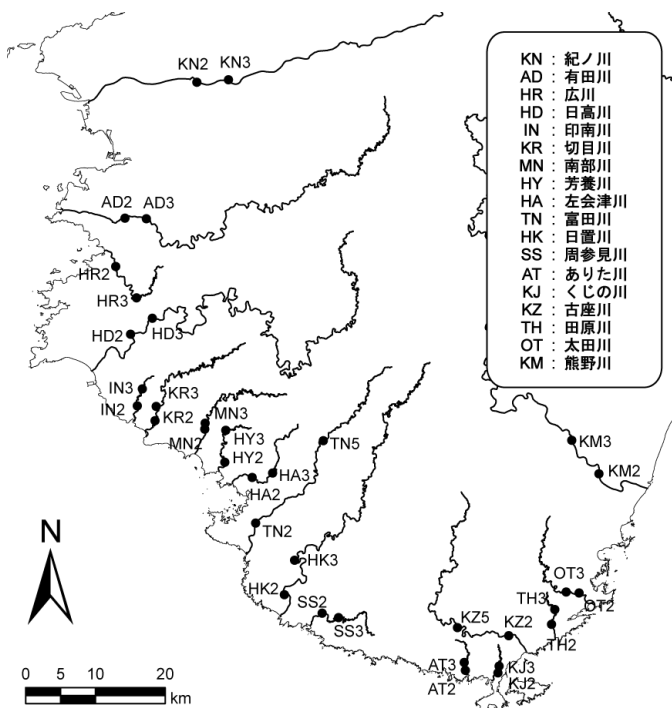 KN2 KN3
KN : 紀ノ川
AD : 有田川
HR : 広川
HD : 日高川
IN : 印南川
KR : 切目川
MN : 南部川
HY : 芳養川
HA : 左会津川
TN : 富田川
HK : 日置川
SS : 周参見川
AT : ありた川
KJ : くじの川
KZ : 古座川
TH : 田原川
OT : 太田川
KM : 熊野川
AD2 AD3
HR2
HR3
HD2 HD3
IN3 KR3
IN2 KR2
MN3
MN2 HY3
HY2
HA3
HA2
TN5
TN2
KM3
KM2
HK3
HK2
SS2
SS3
OT3
OT2
TH3
TH2
KZ5 KZ2
AT3 KJ3
AT2 KJ2
N
0 5 10 15 20
km